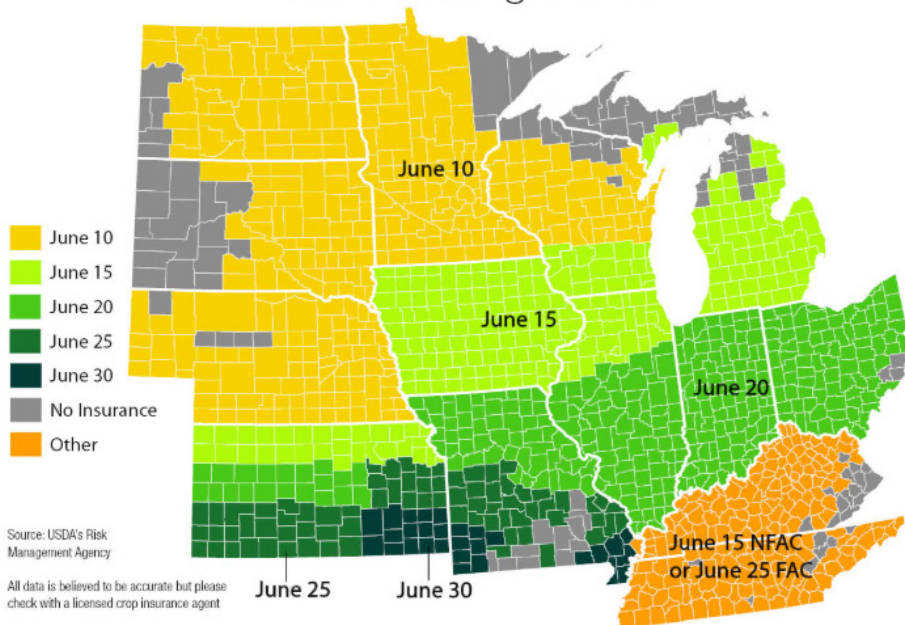 June 10
June 15
June 20
June 10
June 15
June 20
June 25
June 30
No Insurance
Other
June 15 NFAC
or June 25 FAC
June 25
June 30
Source: USDA's Risk
Management Agency
All data is believed to be accurate but please
check with a licensed crop insurance agent